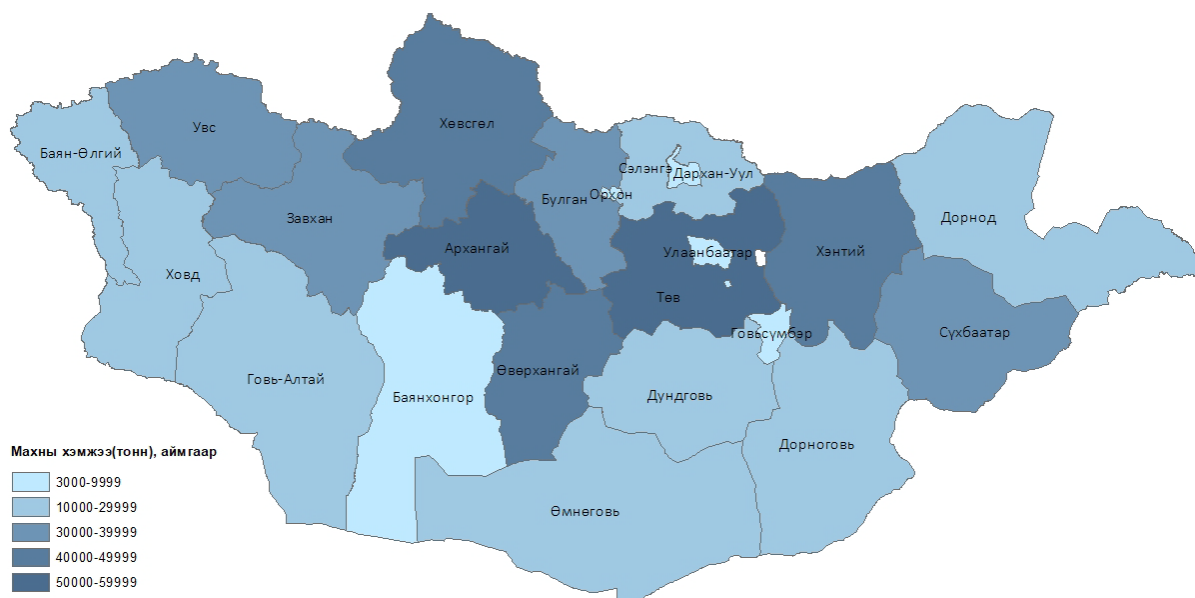 Хөвсгөл
Увс
Баян-Өлгий
Сэлэнгэ
Дархан-Уул
Орхон
Булган
Завхан
Дорнод
Архангай
Улаанбаатар
Хэнтий
Ховд
Төв
Говьсүмбэр
Сүхбаатар
Өвөрхангай
Говь-Алтай
Баянхонгор
Дундговь
Дорноговь
Өмнөговь
Махны хэмжээ(тонн), аймгаар
3000-9999
10000-29999
30000-39999
40000-49999
50000-59999